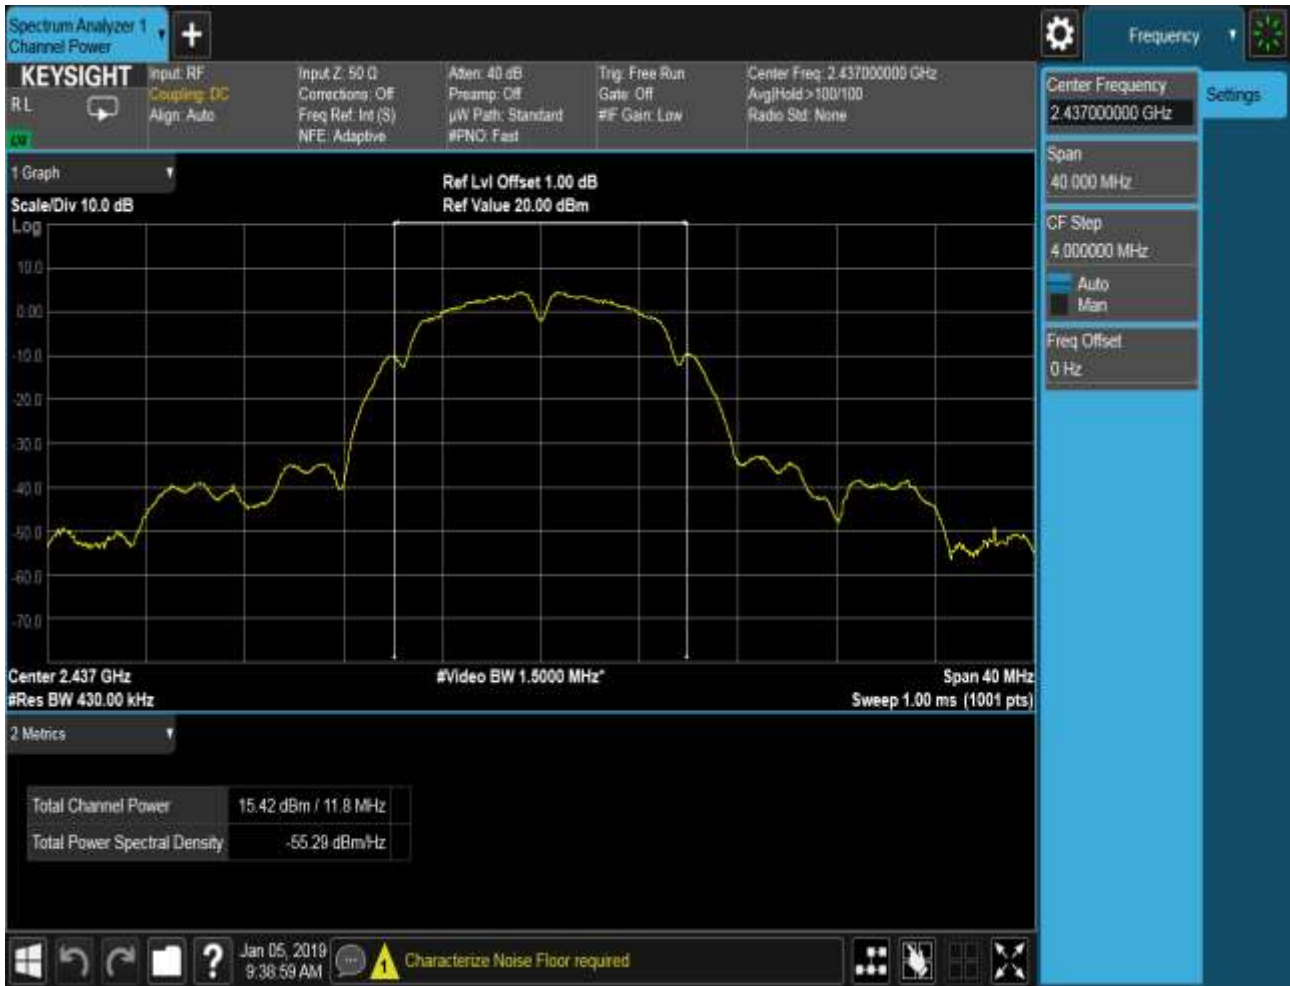 Spectrum Analyzer 1
Channel Power
+
Frequency
KEYSIGHT
R L
Input: RF
Coupling: DC
Align: Auto
Input Z: 50 Ω
Corrections: Off
Freq Ref: Int (S)
NFE: Adaptive
Atten: 40 dB
Preamp: Off
µW Path: Standard
#PNO: Fast
Trig: Free Run
Gate: Off
#IF Gain: Low
Center Freq: 2.437000000 GHz
Avg|Hold:>100/100
Radio Std: None
Center Frequency
2.437000000 GHz
Settings
Span
40.000 MHz
CF Step
4.000000 MHz
Auto
Man
Freq Offset
0 Hz
1 Graph
Scale/Div 10.0 dB
Ref Lvl Offset 1.00 dB
Ref Value 20.00 dBm
Log
10.0
0.00
-10.0
-20.0
-30.0
-40.0
-50.0
-60.0
-70.0
Center 2.437 GHz
#Video BW 1.5000 MHz*
Span 40 MHz
#Res BW 430.00 kHz
Sweep 1.00 ms (1001 pts)
2 Metrics
Total Channel Power 15.42 dBm / 11.8 MHz
Total Power Spectral Density -55.29 dBm/Hz
?
Jan 05, 2019
9:38:59 AM
1
Characterize Noise Floor required